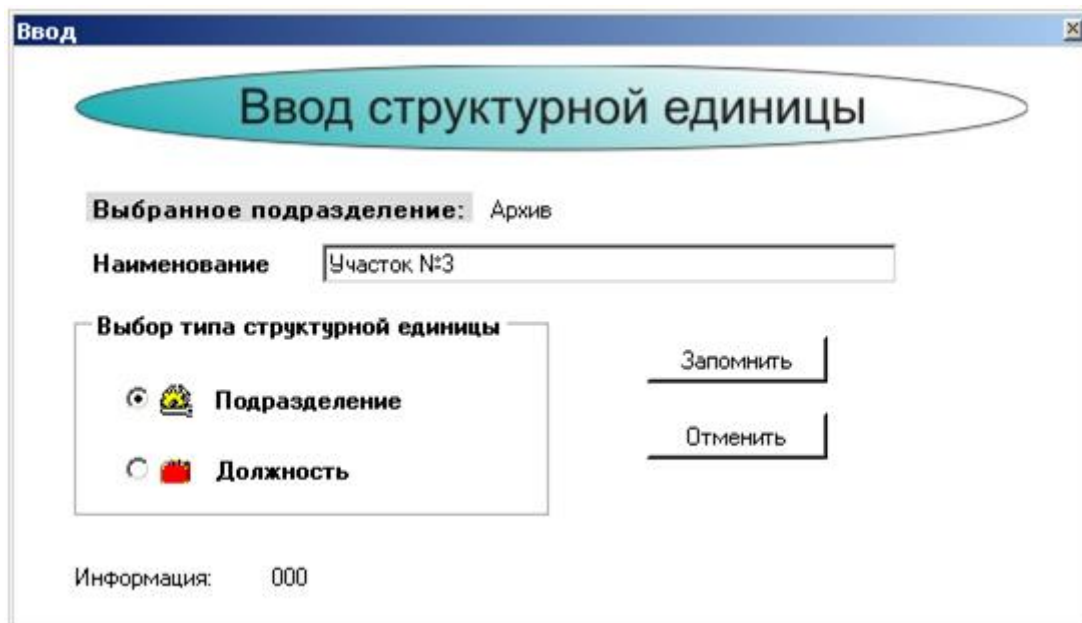 Ввод
Ввод структурной единицы
Выбранное подразделение: Архив
Наименование Участок №3
Выбор типа структурной единицы
Подразделение
Должность
Запомнить
Отменить
Информация: 000